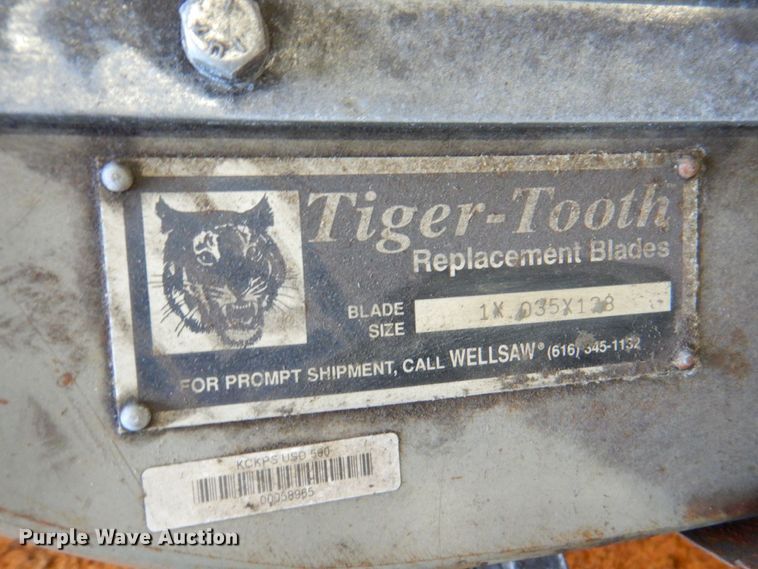 Tiger-Tooth
Replacement Blades
BLADE
SIZE
1X.035X138
FOR PROMPT SHIPMENT, CALL WELLSAW® (616) 345-1132
KCKPS USD 500
00058965
Purple Wave Auction